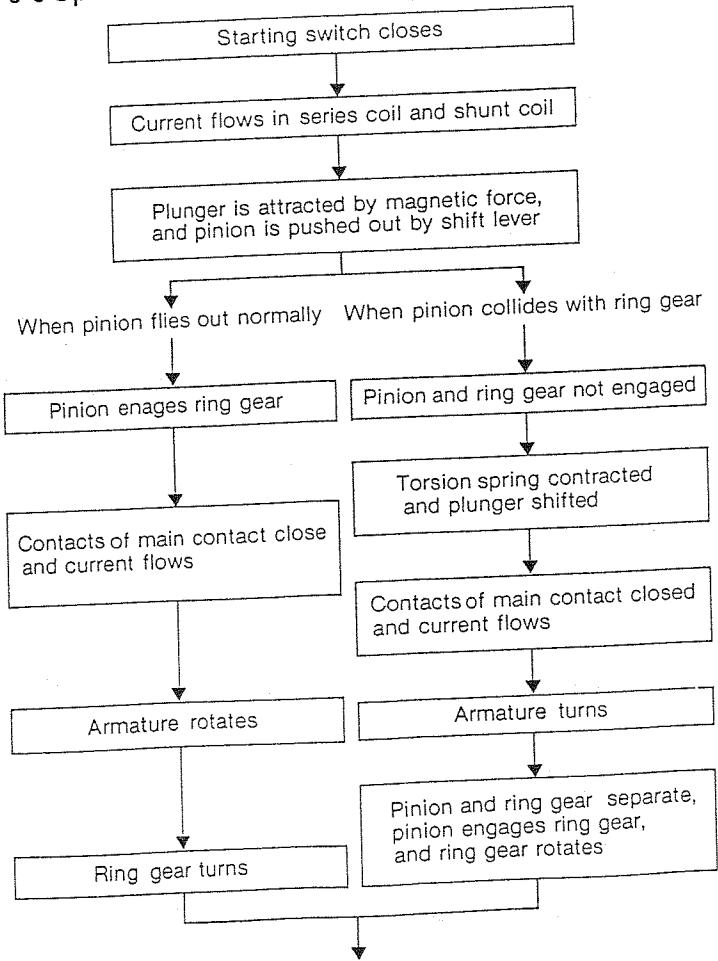 Starting switch closes
Current flows in series coil and shunt coil
Plunger is attracted by magnetic force,
and pinion is pushed out by shift lever
When pinion flies out normally
When pinion collides with ring gear
Pinion enages ring gear
Pinion and ring gear not engaged
Torsion spring contracted
and plunger shifted
Contacts of main contact close
and current flows
Contacts of main contact closed
and current flows
Armature rotates
Armature turns
Pinion and ring gear separate,
pinion engages ring gear,
and ring gear rotates
Ring gear turns